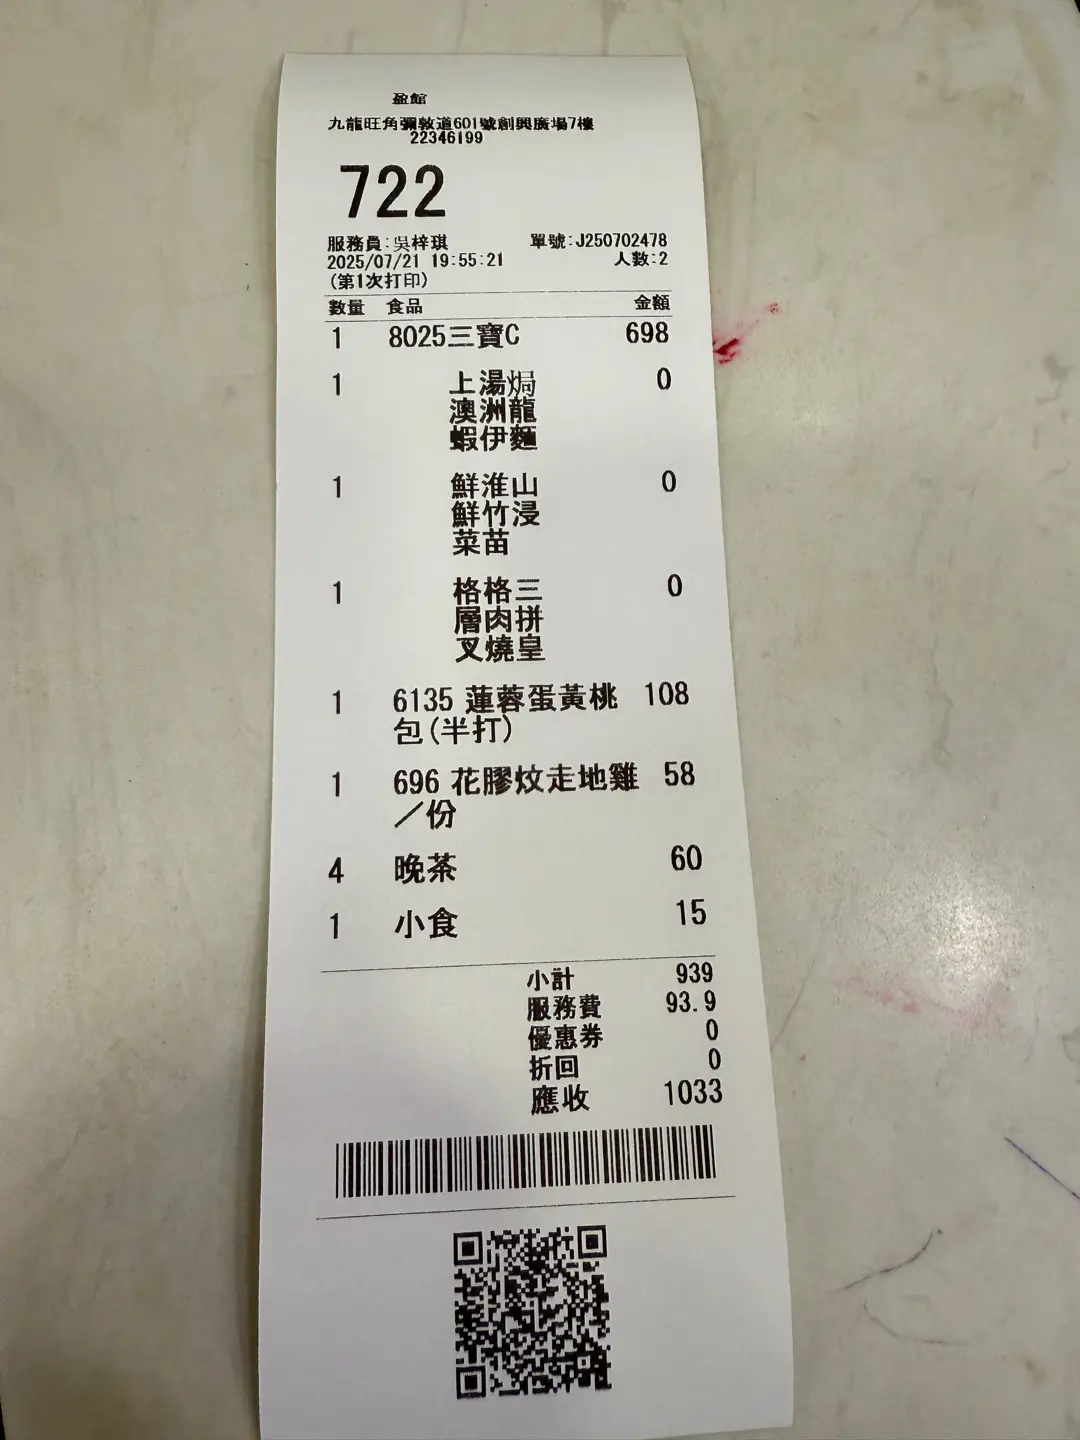 盈館
九龍旺角彌敦道601號創興廣場7樓
22346199
722
服務員:吳梓琪 單號:J250702478
2025/07/21 19:55:21 人數:2
(第1次打印)
數量 食品 金額
1 8025三寶C 698
1 上湯焗 0
澳洲龍
蝦伊麵
1 鮮淮山 0
鮮竹浸
菜苗
1 格格三 0
層肉拼
叉燒皇
1 6135 蓮蓉蛋黃桃 108
包(半打)
1 696 花膠炆走地雞 58
／份
4 晚茶 60
1 小食 15
小計 939
服務費 93.9
優惠券 0
折回 0
應收 1033